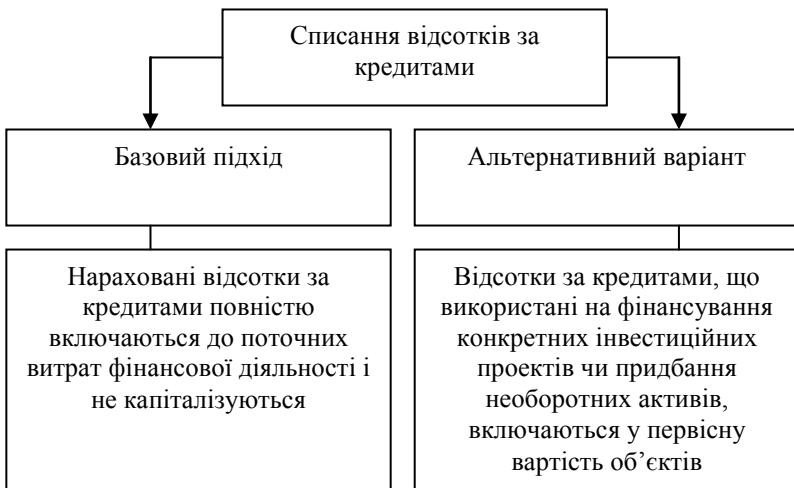 Списання відсотків за
кредитами
Базовий підхід
Альтернативний варіант
Нараховані відсотки за
кредитами повністю
включаються до поточних
витрат фінансової діяльності і
не капіталізуються
Відсотки за кредитами, що
використані на фінансування
конкретних інвестиційних
проектів чи придбання
необоротних активів,
включаються у первісну
вартість об’єктів